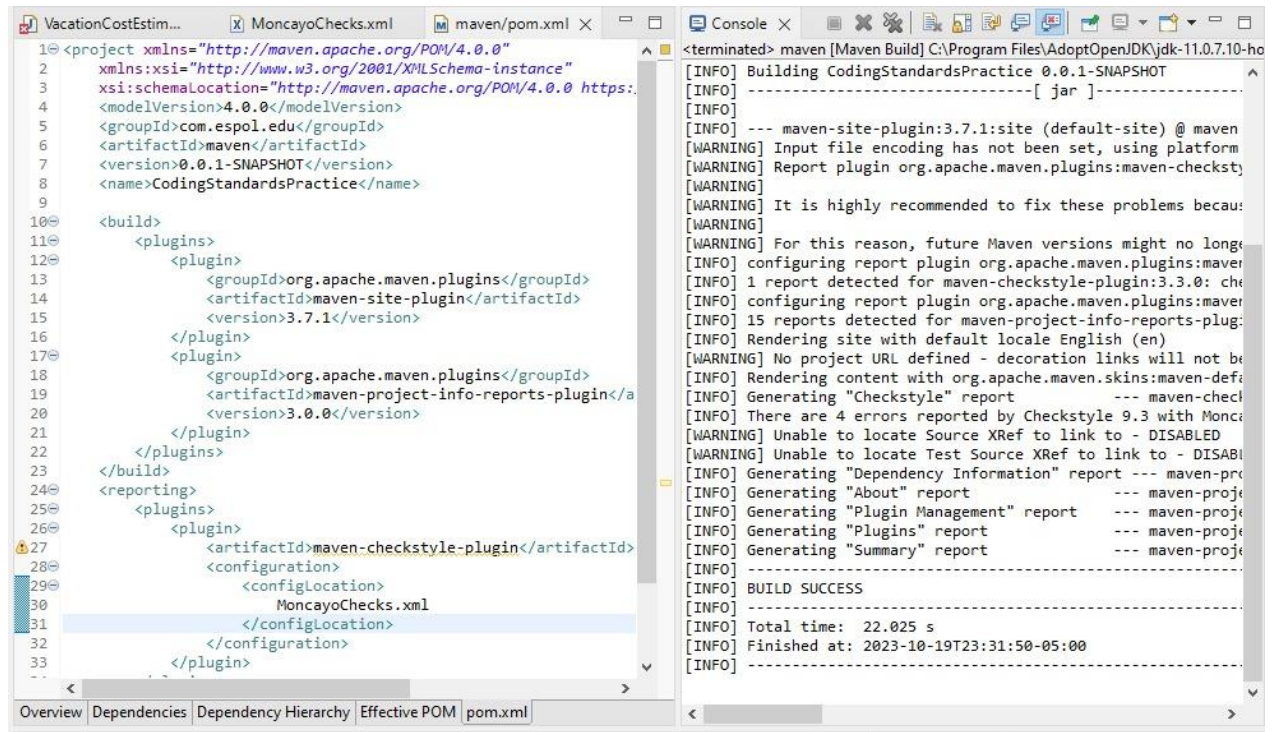 VacationCostEstim...
MoncayoChecks.xml
maven/pom.xml
1 <project xmlns="http://maven.apache.org/POM/4.0.0"
2 xmlns:xsi="http://www.w3.org/2001/XMLSchema-instance"
3 xsi:schemaLocation="http://maven.apache.org/POM/4.0.0 https:
4 <modelVersion>4.0.0</modelVersion>
5 <groupId>com.espol.edu</groupId>
6 <artifactId>maven</artifactId>
7 <version>0.0.1-SNAPSHOT</version>
8 <name>CodingStandardsPractice</name>
9
10 <build>
11 <plugins>
12 <plugin>
13 <groupId>org.apache.maven.plugins</groupId>
14 <artifactId>maven-site-plugin</artifactId>
15 <version>3.7.1</version>
16 </plugin>
17 <plugin>
18 <groupId>org.apache.maven.plugins</groupId>
19 <artifactId>maven-project-info-reports-plugin</a
20 <version>3.0.0</version>
21 </plugin>
22 </plugins>
23 </build>
24 <reporting>
25 <plugins>
26 <plugin>
27 <artifactId>maven-checkstyle-plugin</artifactId>
28 <configuration>
29 <configLocation>
30 MoncayoChecks.xml
31 </configLocation>
32 </configuration>
33 </plugin>
Overview Dependencies Dependency Hierarchy Effective POM pom.xml
Console
<terminated> maven [Maven Build] C:\Program Files\AdoptOpenJDK\jdk-11.0.7.10-ho
[INFO] Building CodingStandardsPractice 0.0.1-SNAPSHOT
[INFO] --------------------------------[ jar ]-----------------
[INFO]
[INFO] --- maven-site-plugin:3.7.1:site (default-site) @ maven
[WARNING] Input file encoding has not been set, using platform
[WARNING] Report plugin org.apache.maven.plugins:maven-checksty
[WARNING]
[WARNING] It is highly recommended to fix these problems becaus
[WARNING]
[WARNING] For this reason, future Maven versions might no longe
[INFO] configuring report plugin org.apache.maven.plugins:maven
[INFO] 1 report detected for maven-checkstyle-plugin:3.3.0: che
[INFO] configuring report plugin org.apache.maven.plugins:maven
[INFO] 15 reports detected for maven-project-info-reports-plug
[INFO] Rendering site with default locale English (en)
[WARNING] No project URL defined - decoration links will not be
[INFO] Rendering content with org.apache.maven.skins:maven-defa
[INFO] Generating "Checkstyle" report --- maven-check
[INFO] There are 4 errors reported by Checkstyle 9.3 with Monca
[WARNING] Unable to locate Source XRef to link to - DISABLED
[WARNING] Unable to locate Test Source XRef to link to - DISABL
[INFO] Generating "Dependency Information" report --- maven-pro
[INFO] Generating "About" report --- maven-proje
[INFO] Generating "Plugin Management" report --- maven-proje
[INFO] Generating "Plugins" report --- maven-proje
[INFO] Generating "Summary" report --- maven-proje
[INFO] --------------------------------------------------------
[INFO] BUILD SUCCESS
[INFO] --------------------------------------------------------
[INFO] Total time: 22.025 s
[INFO] Finished at: 2023-10-19T23:31:50-05:00
[INFO] --------------------------------------------------------